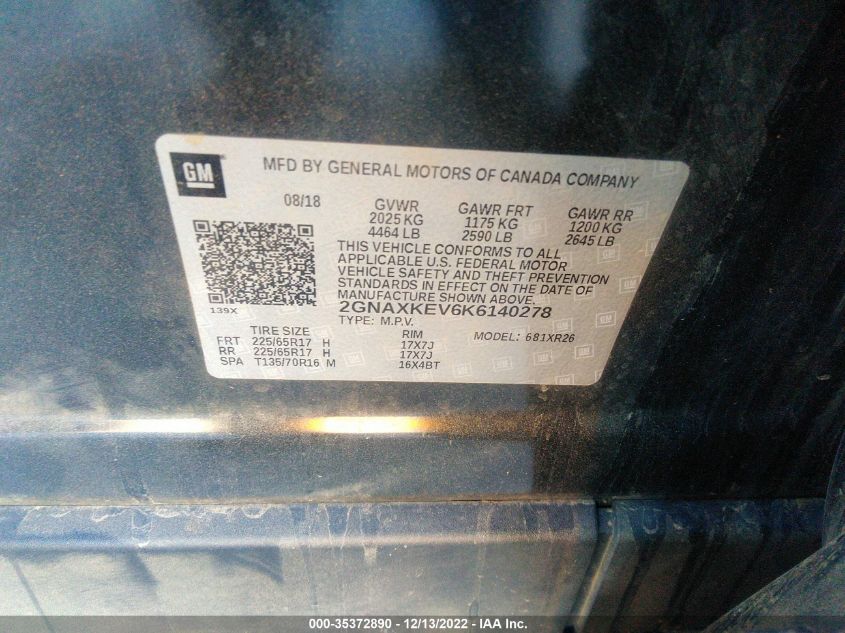 GM
MFD BY GENERAL MOTORS OF CANADA COMPANY
08/18 GVWR GAWR FRT GAWR RR
2025 KG 1175 KG 1200 KG
4464 LB 2590 LB 2645 LB
THIS VEHICLE CONFORMS TO ALL
APPLICABLE U.S. FEDERAL MOTOR
VEHICLE SAFETY AND THEFT PREVENTION
STANDARDS IN EFFECT ON THE DATE OF
MANUFACTURE SHOWN ABOVE.
139X 2GNAXKEV6K6140278
TYPE: M.P.V. MODEL: 681XR26
TIRE SIZE RIM
FRT 225/65R17 H 17X7J
RR 225/65R17 H 17X7J
SPA T135/70R16 M 16X4BT
000-35372890 - 12/13/2022 - IAA Inc.